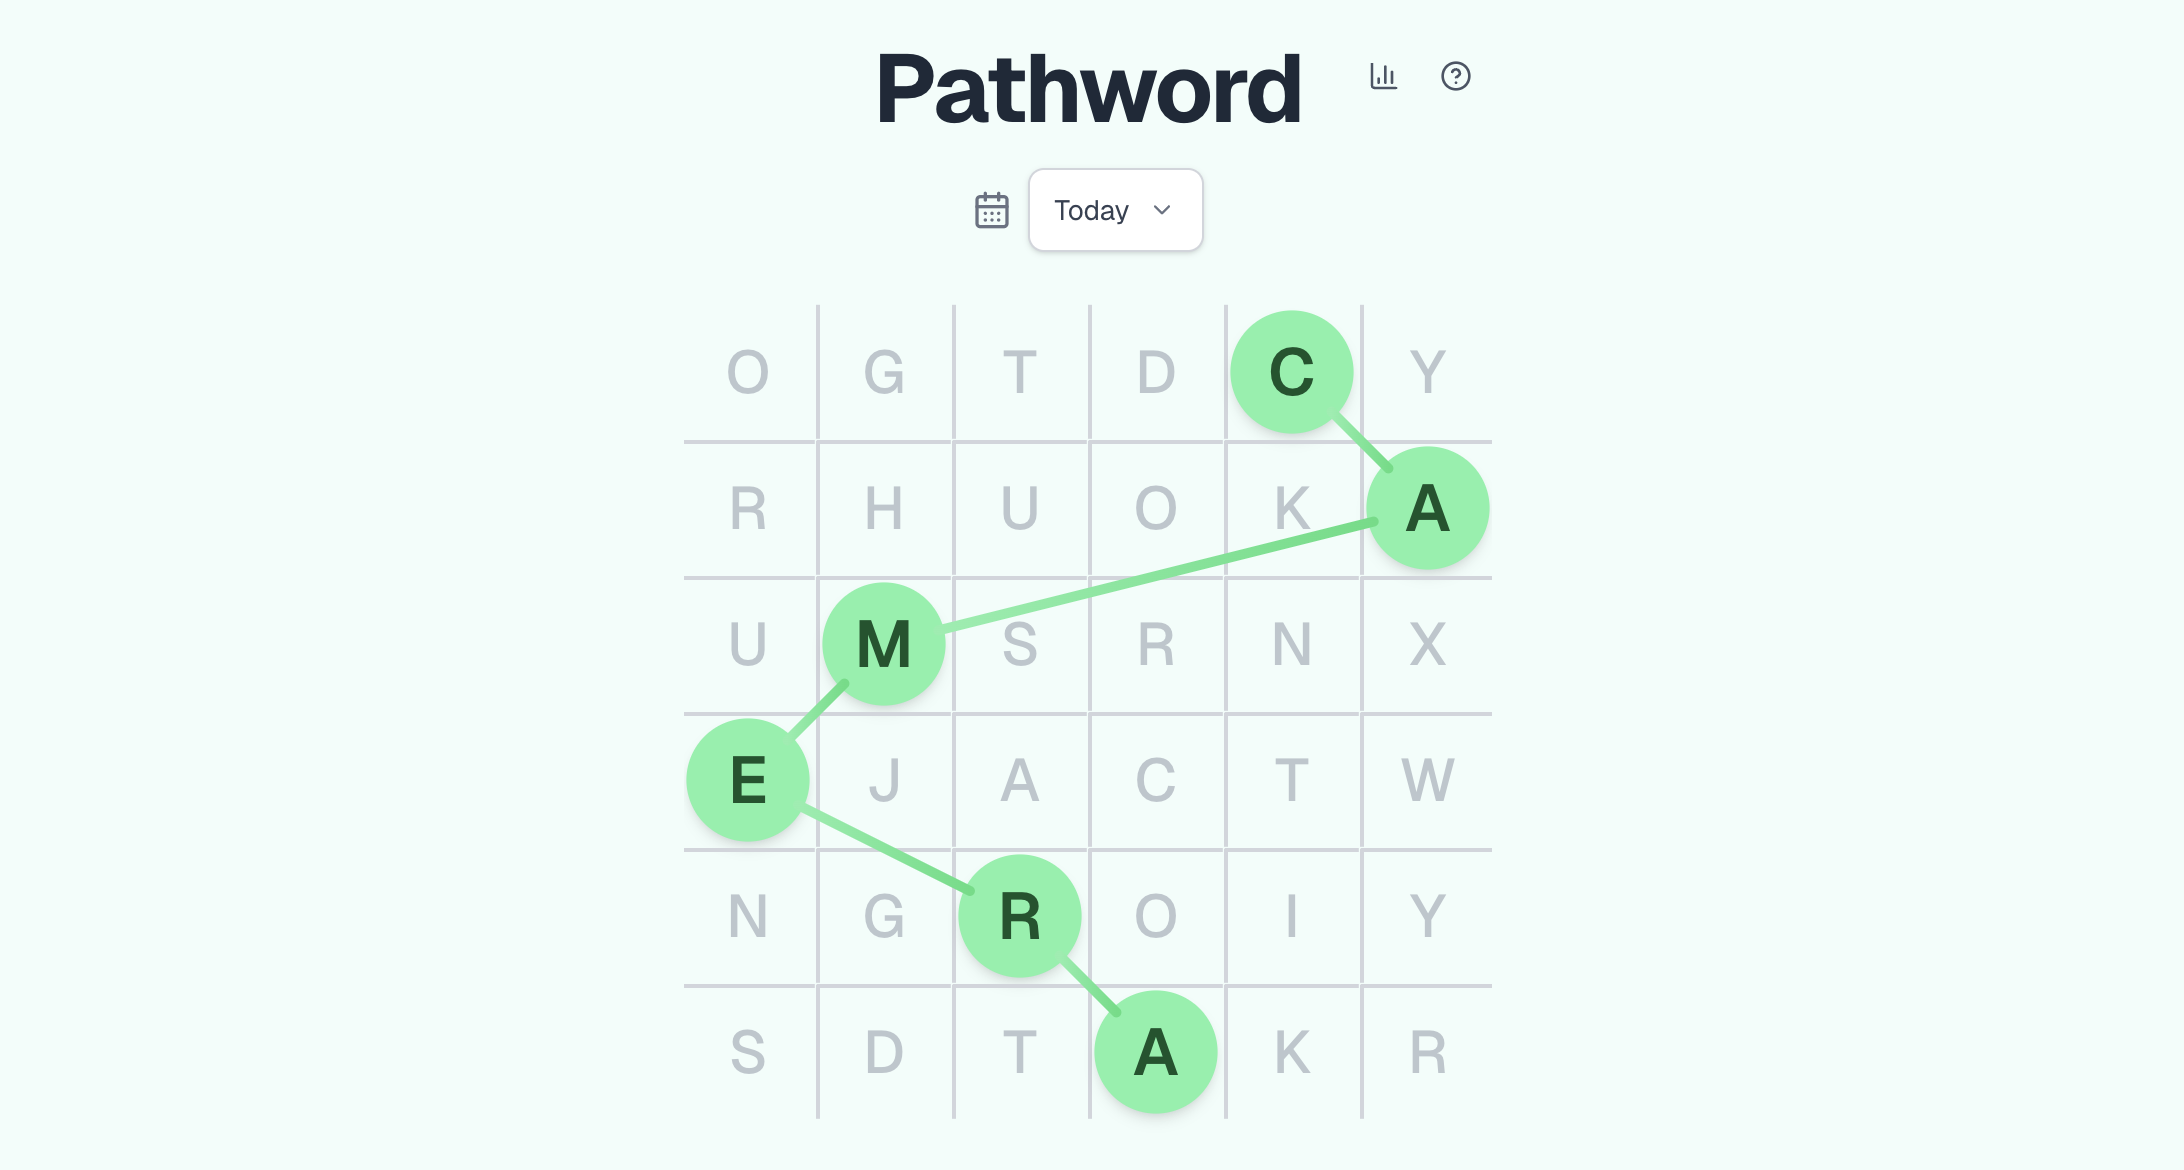 Pathword
Today
O G T D C Y
R H U O K A
U M S R N X
E J A C T W
N G R O I Y
S D T A K R